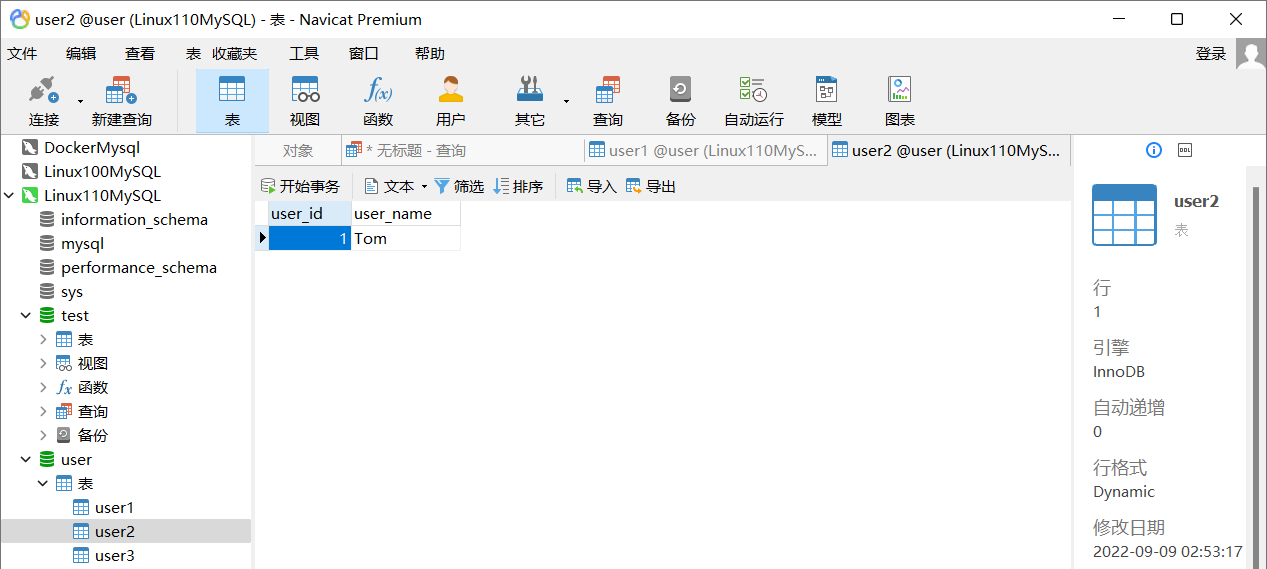 user2 @user (Linux110MySQL) - 表 - Navicat Premium
文件 编辑 查看 表 收藏夹 工具 窗口 帮助 登录
连接 新建查询 表 视图 函数 用户 其它 查询 备份 自动运行 模型 图表
DockerMysql
Linux100MySQL
Linux110MySQL
information_schema
mysql
performance_schema
sys
test
表
视图
函数
查询
备份
user
表
user1
user2
user3
对象 * 无标题 - 查询 user1 @user (Linux110MyS... user2 @user (Linux110MyS...
开始事务 文本 筛选 排序 导入 导出
user_id user_name
1 Tom
DDL
user2
表
行
1
引擎
InnoDB
自动递增
0
行格式
Dynamic
修改日期
2022-09-09 02:53:17